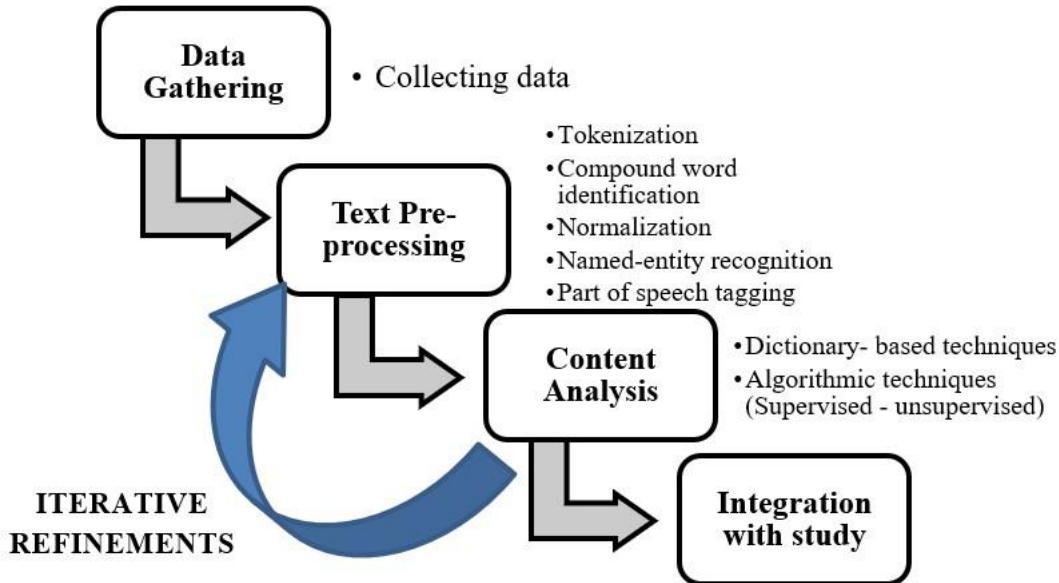 Data
Gathering
• Collecting data
•Tokenization
•Compound word
identification
•Normalization
•Named-entity recognition
•Part of speech tagging
Text Pre-
processing
Content
Analysis
•Dictionary- based techniques
•Algorithmic techniques
(Supervised - unsupervised)
Integration
with study
ITERATIVE
REFINEMENTS